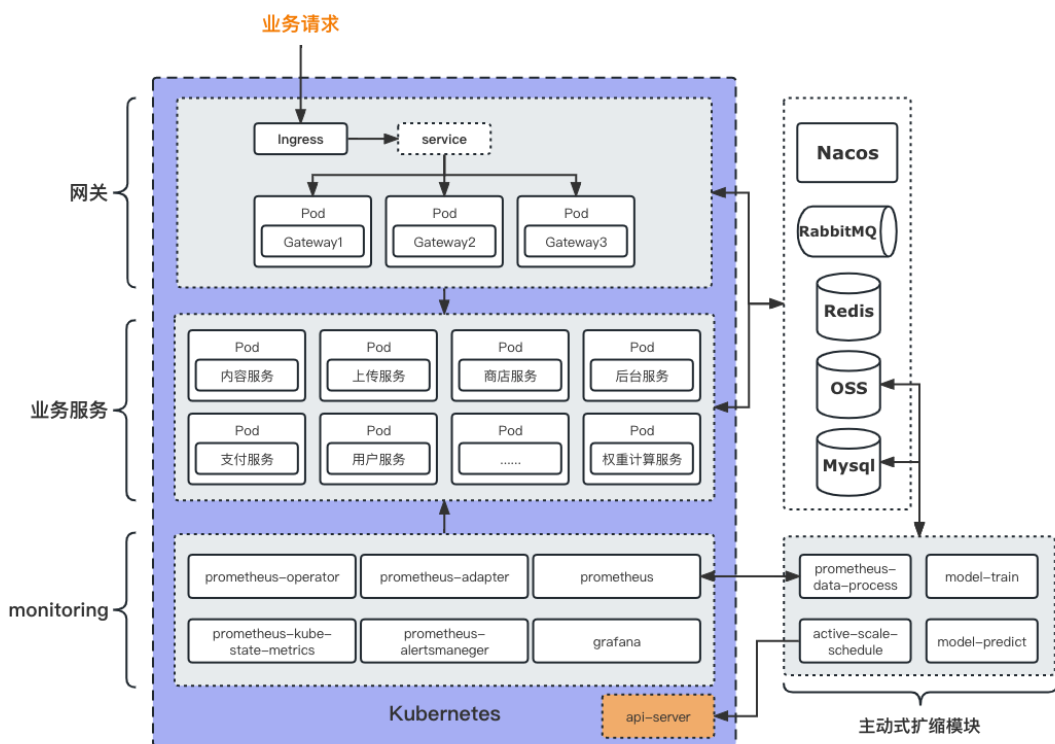 业务请求
网关
Ingress
service
Pod
Gateway1
Pod
Gateway2
Pod
Gateway3
业务服务
Pod
内容服务
Pod
上传服务
Pod
商店服务
Pod
后台服务
Pod
支付服务
Pod
用户服务
Pod
......
Pod
权重计算服务
monitoring
prometheus-operator
prometheus-adapter
prometheus
prometheus-kube-
state-metrics
prometheus-
alertsmaneger
grafana
Kubernetes
api-server
Nacos
RabbitMQ
Redis
OSS
Mysql
prometheus-
data-process
model-train
active-scale-
schedule
model-predict
主动式扩缩模块